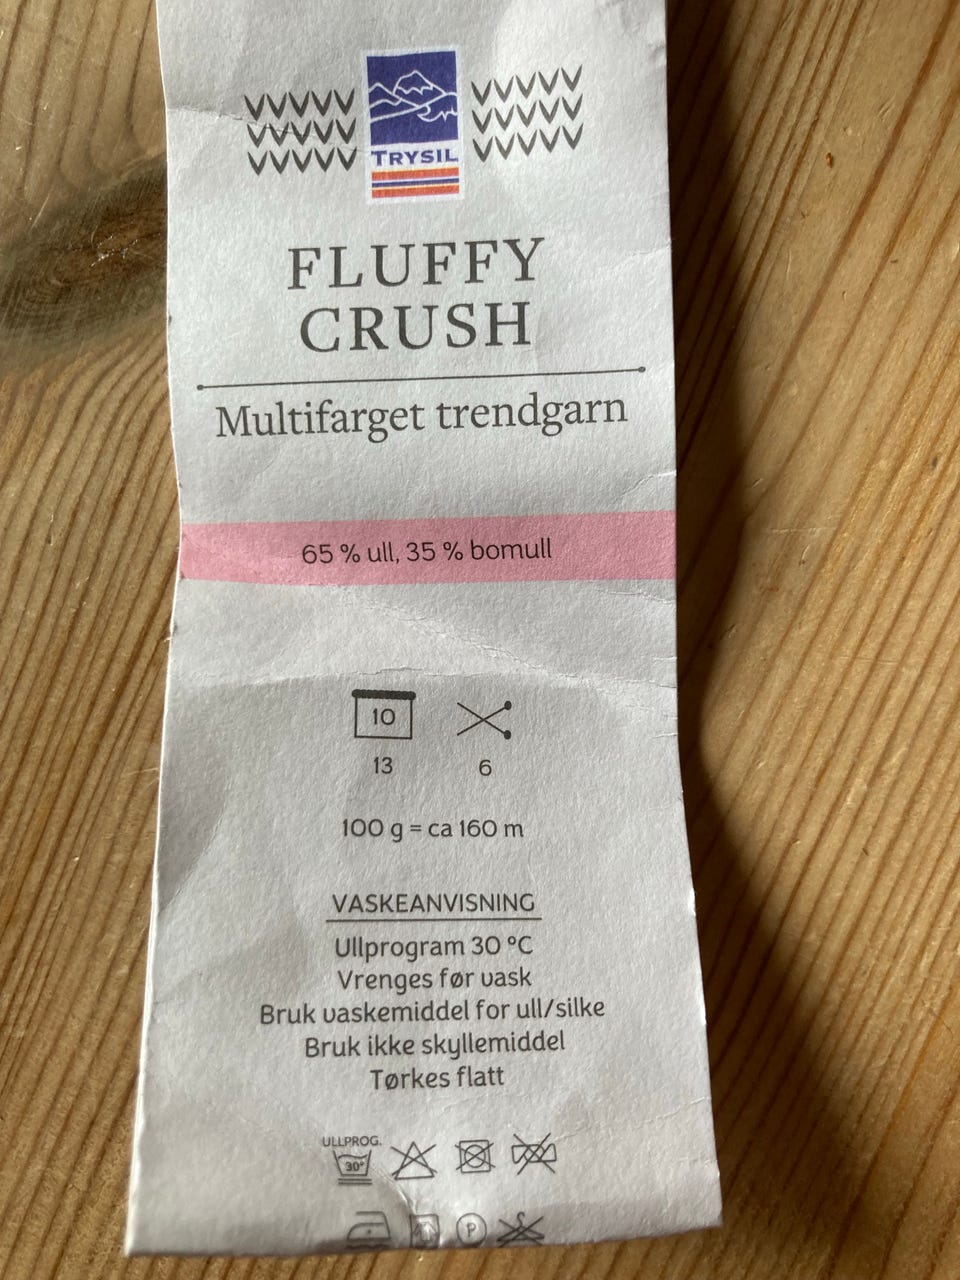 TRYSIL
FLUFFY
CRUSH
Multifarget trendgarn
65 % ull, 35 % bomull
10
13 6
100 g = ca 160 m
VASKEANVISNING
Ullprogram 30 °C
Vrenges før vask
Bruk vaskemiddel for ull/silke
Bruk ikke skyllemiddel
Tørkes flatt
ULLPROG.
30°
P